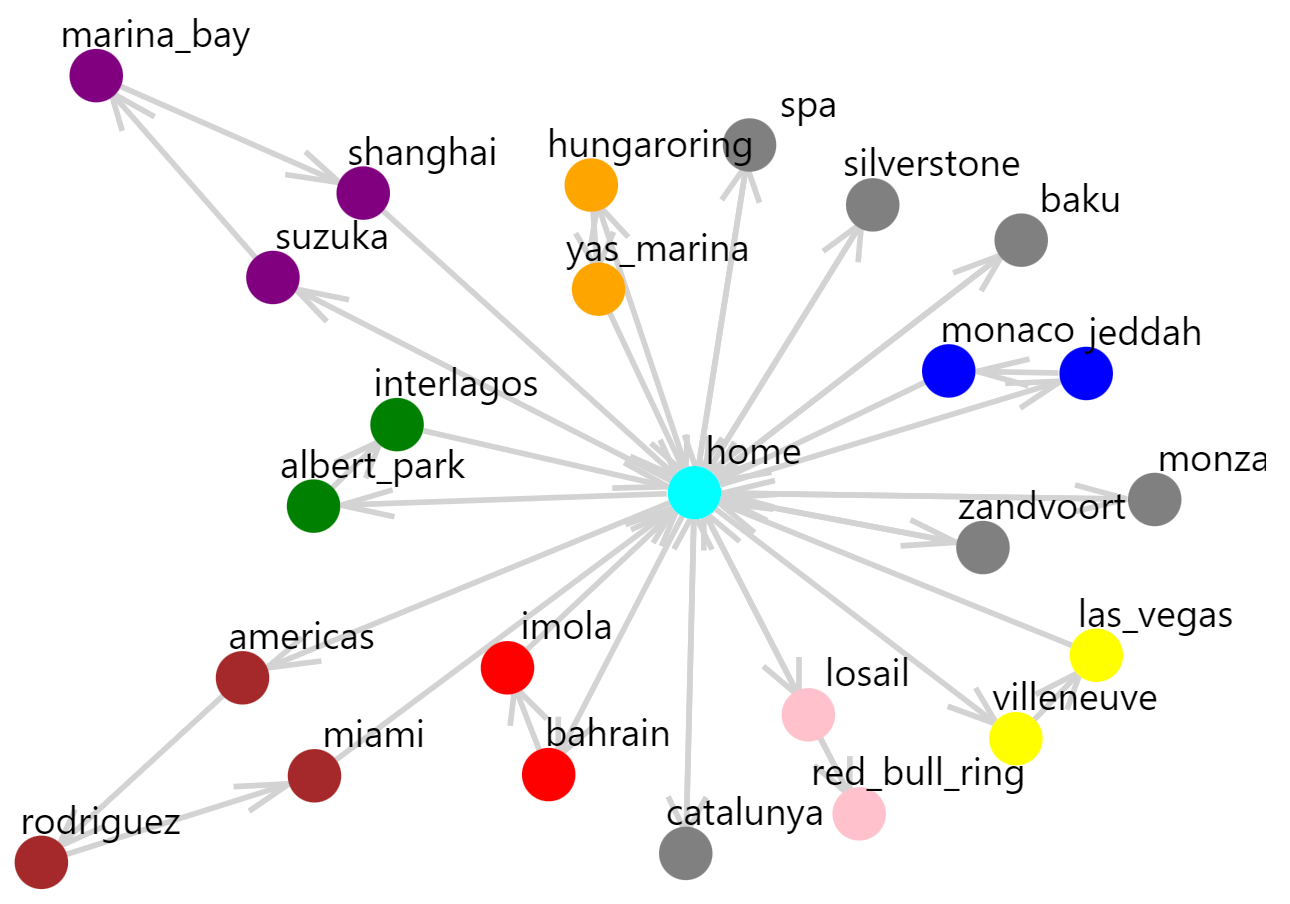 marina_bay
spa
hungaroring
shanghai
silverstone
baku
suzuka
yas_marina
monaco
jeddah
interlagos
home
albert_park
monza
zandvoort
imola
las_vegas
americas
losail
villeneuve
miami
bahrain
red_bull_ring
catalunya
rodriguez